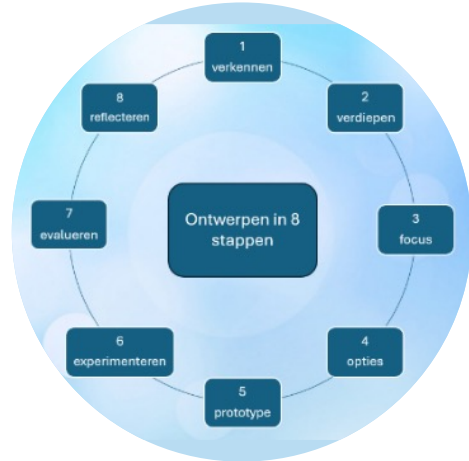 1
verkennen
2
verdiepen
3
focus
4
opties
5
prototype
6
experimenteren
7
evalueren
8
reflecteren
Ontwerpen in 8
stappen